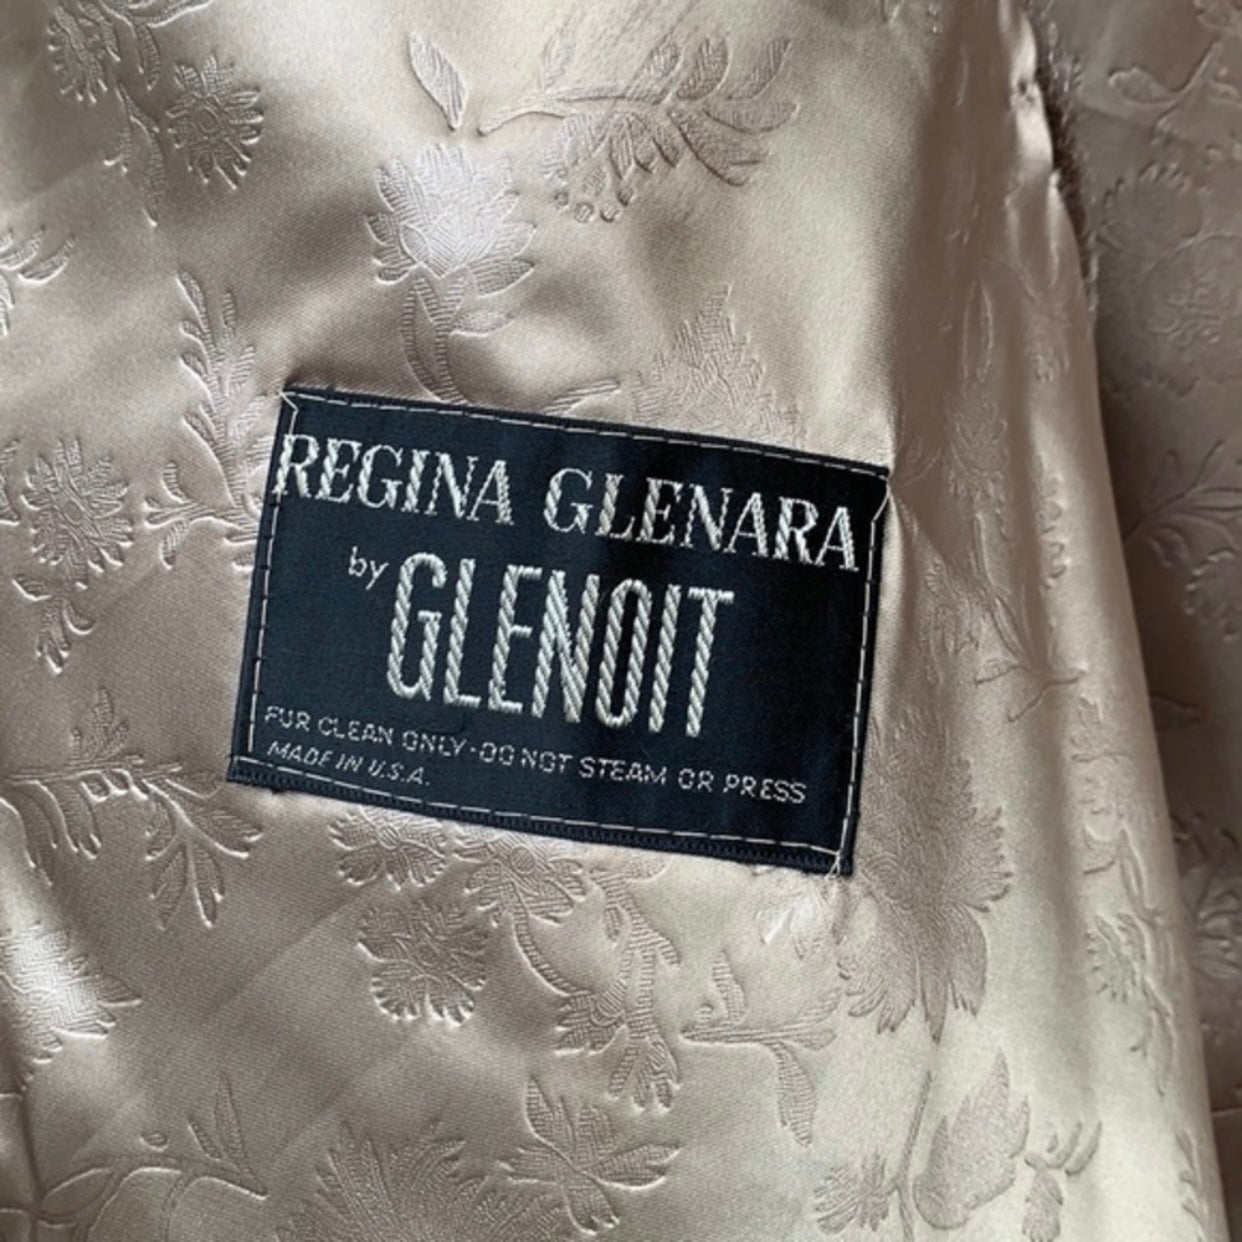 REGINA GLENARA
by GLENOIT
FUR CLEAN ONLY-DO NOT STEAM OR PRESS
MADE IN U.S.A.